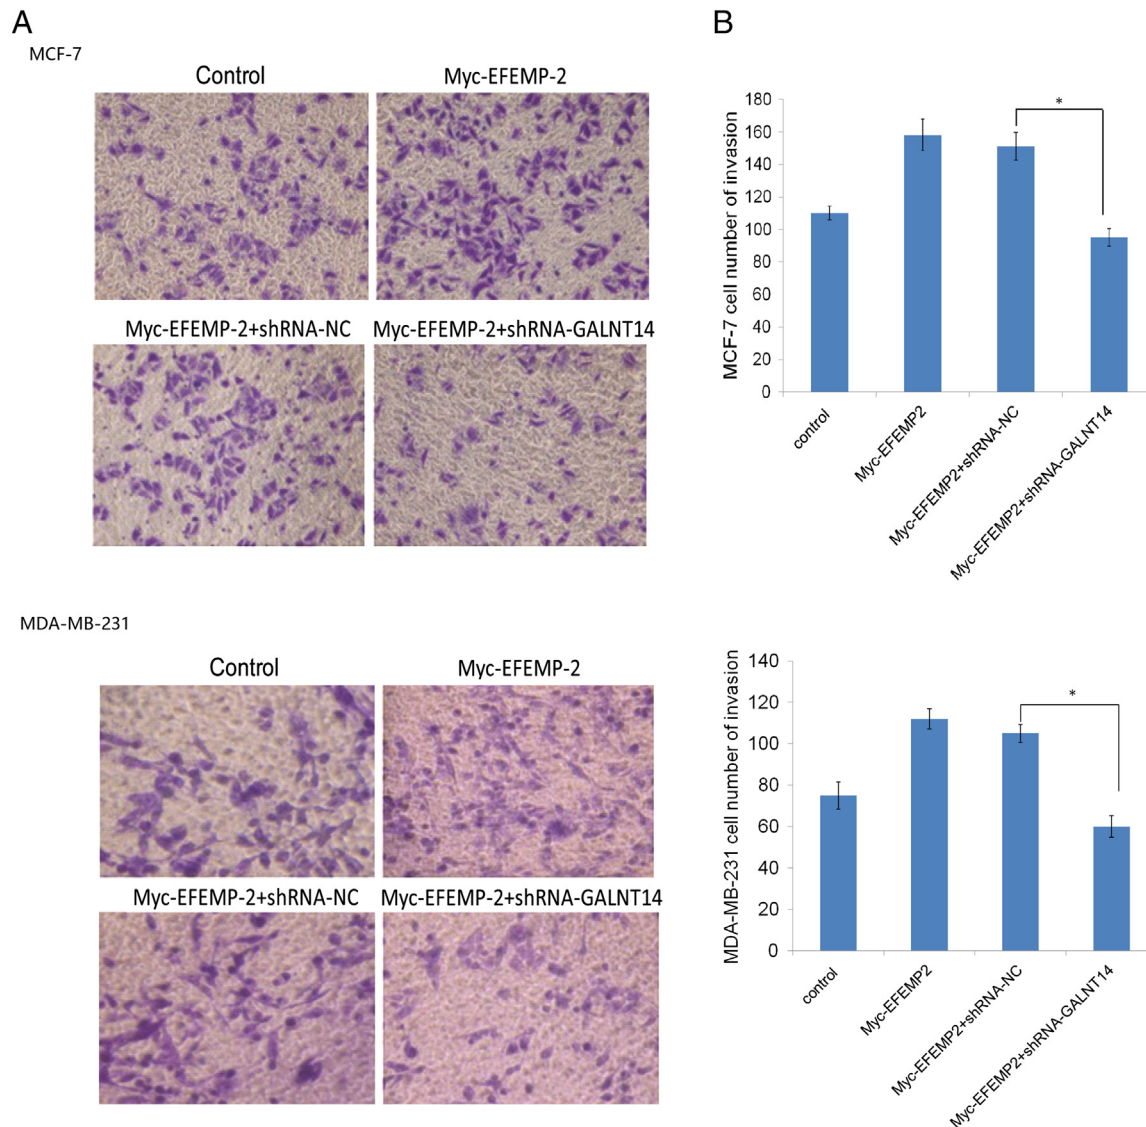 A
MCF-7
Control
Myc-EFEMP-2
Myc-EFEMP-2+shRNA-NC
Myc-EFEMP-2+shRNA-GALNT14
MDA-MB-231
Control
Myc-EFEMP-2
Myc-EFEMP-2+shRNA-NC
Myc-EFEMP-2+shRNA-GALNT14
B
MCF-7 cell number of invasion
180
160
140
120
100
80
60
40
20
0
*
control
Myc-EFEMP2
Myc-EFEMP2+shRNA-NC
Myc-EFEMP2+shRNA-GALNT14
MDA-MB-231 cell number of invasion
140
120
100
80
60
40
20
0
*
control
Myc-EFEMP2
Myc-EFEMP2+shRNA-NC
Myc-EFEMP2+shRNA-GALNT14